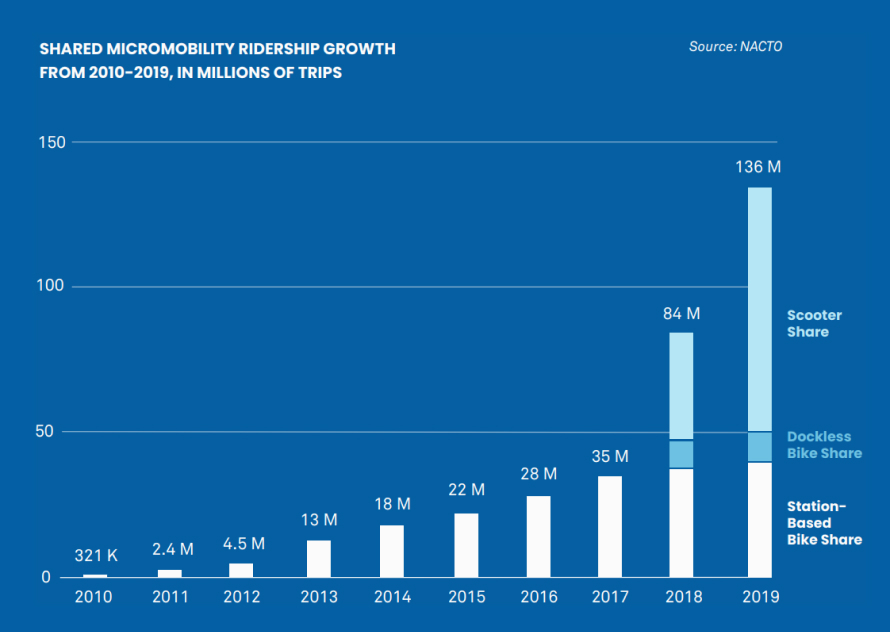 SHARED MICROMOBILITY RIDERSHIP GROWTH
FROM 2010-2019, IN MILLIONS OF TRIPS
Source: NACTO
150
136 M
100
84 M
Scooter
Share
50
Dockless
Bike Share
35 M
28 M
22 M
18 M
13 M
4.5 M
2.4 M
321 K
Station-
Based
Bike Share
0
2010 2011 2012 2013 2014 2015 2016 2017 2018 2019